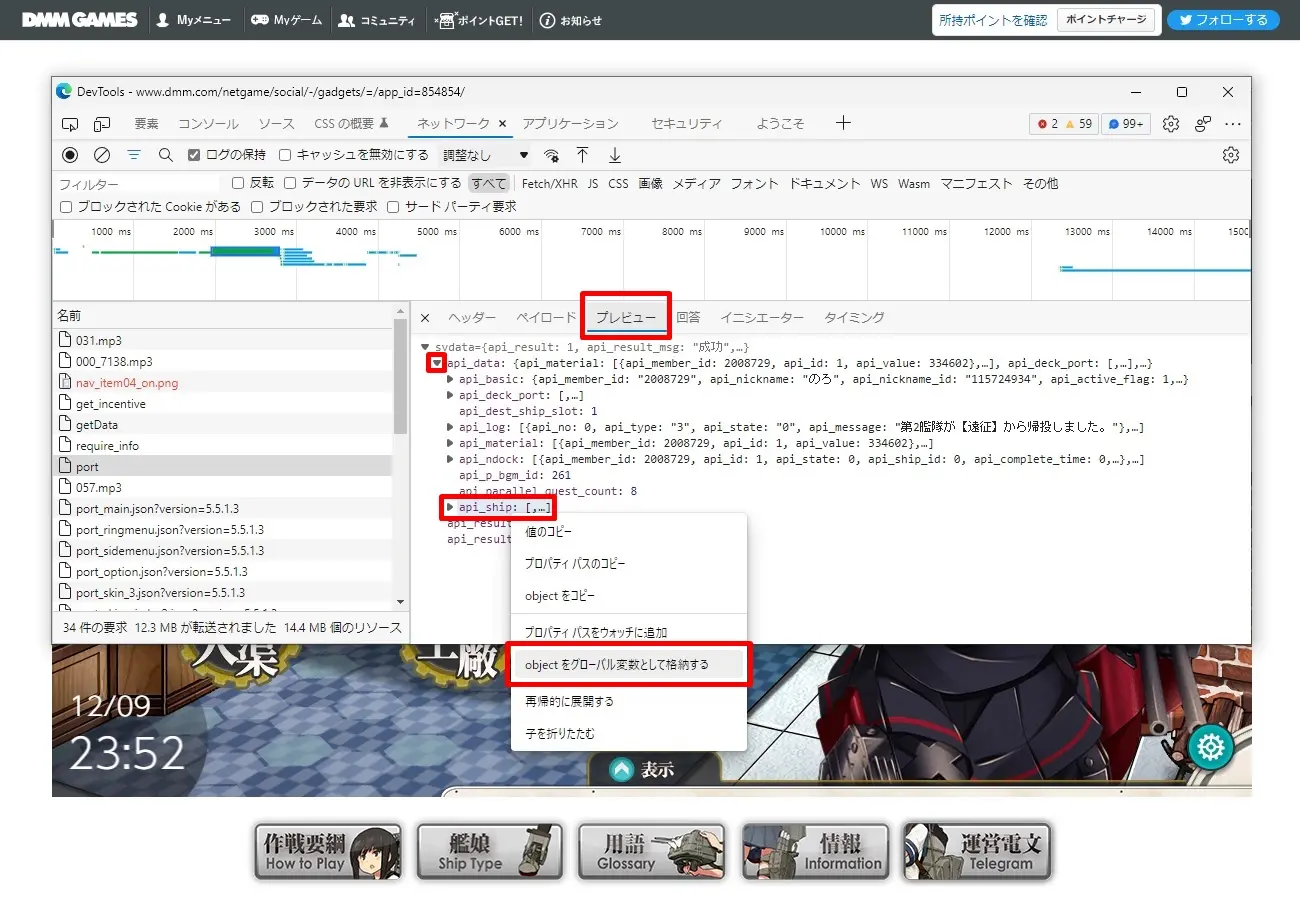 DMM GAMES Myメニュー Myゲーム コミュニティ ポイントGET! お知らせ 所持ポイントを確認 ポイントチャージ フォローする
DevTools - www.dmm.com/netgame/social/-/gadgets/=/app_id=854854/
要素 コンソール ソース CSS の概要 ネットワーク アプリケーション セキュリティ ようこそ 2 59 99+
ログの保持 キャッシュを無効にする 調整なし
フィルター 反転 データの URL を非表示にする すべて Fetch/XHR JS CSS 画像 メディア フォント ドキュメント WS Wasm マニフェスト その他
ブロックされた Cookie がある ブロックされた要求 サード パーティ要求
1000 ms 2000 ms 3000 ms 4000 ms 5000 ms 6000 ms 7000 ms 8000 ms 9000 ms 10000 ms 11000 ms 12000 ms 13000 ms 14000 ms 1500
名前
031.mp3
000_7138.mp3
nav_item04_on.png
get_incentive
getData
require_info
port
057.mp3
port_main.json?version=5.5.1.3
port_ringmenu.json?version=5.5.1.3
port_sidemenu.json?version=5.5.1.3
port_option.json?version=5.5.1.3
port_skin_3.json?version=5.5.1.3
34 件の要求 12.3 MB が転送されました 14.4 MB 個のリソース
ヘッダー ペイロード プレビュー 回答 イニシエーター タイミング
svdata={api_result: 1, api_result_msg: "成功",…}
api_data: {api_material: [{api_member_id: 2008729, api_id: 1, api_value: 334602},…], api_deck_port: [,…],…}
api_basic: {api_member_id: "2008729", api_nickname: "のろ", api_nickname_id: "115724934", api_active_flag: 1,…}
api_deck_port: [,…]
api_dest_ship_slot: 1
api_log: [{api_no: 0, api_type: "3", api_state: "0", api_message: "第2艦隊が【遠征】から帰投しました。"},…]
api_material: [{api_member_id: 2008729, api_id: 1, api_value: 334602},…]
api_ndock: [{api_member_id: 2008729, api_id: 1, api_state: 0, api_ship_id: 0, api_complete_time: 0,…},…]
api_p_bgm_id: 261
api_parallel_quest_count: 8
api_ship: [,…]
api_result
api_result
値のコピー
プロパティ パスのコピー
object をコピー
プロパティ パスをウォッチに追加
object をグローバル変数として格納する
再帰的に展開する
子を折りたたむ
入渠 工廠
12/09
23:52
表示
作戦要綱 艦娘 用語 情報 運営電文
How to Play Ship Type Glossary Information Telegram